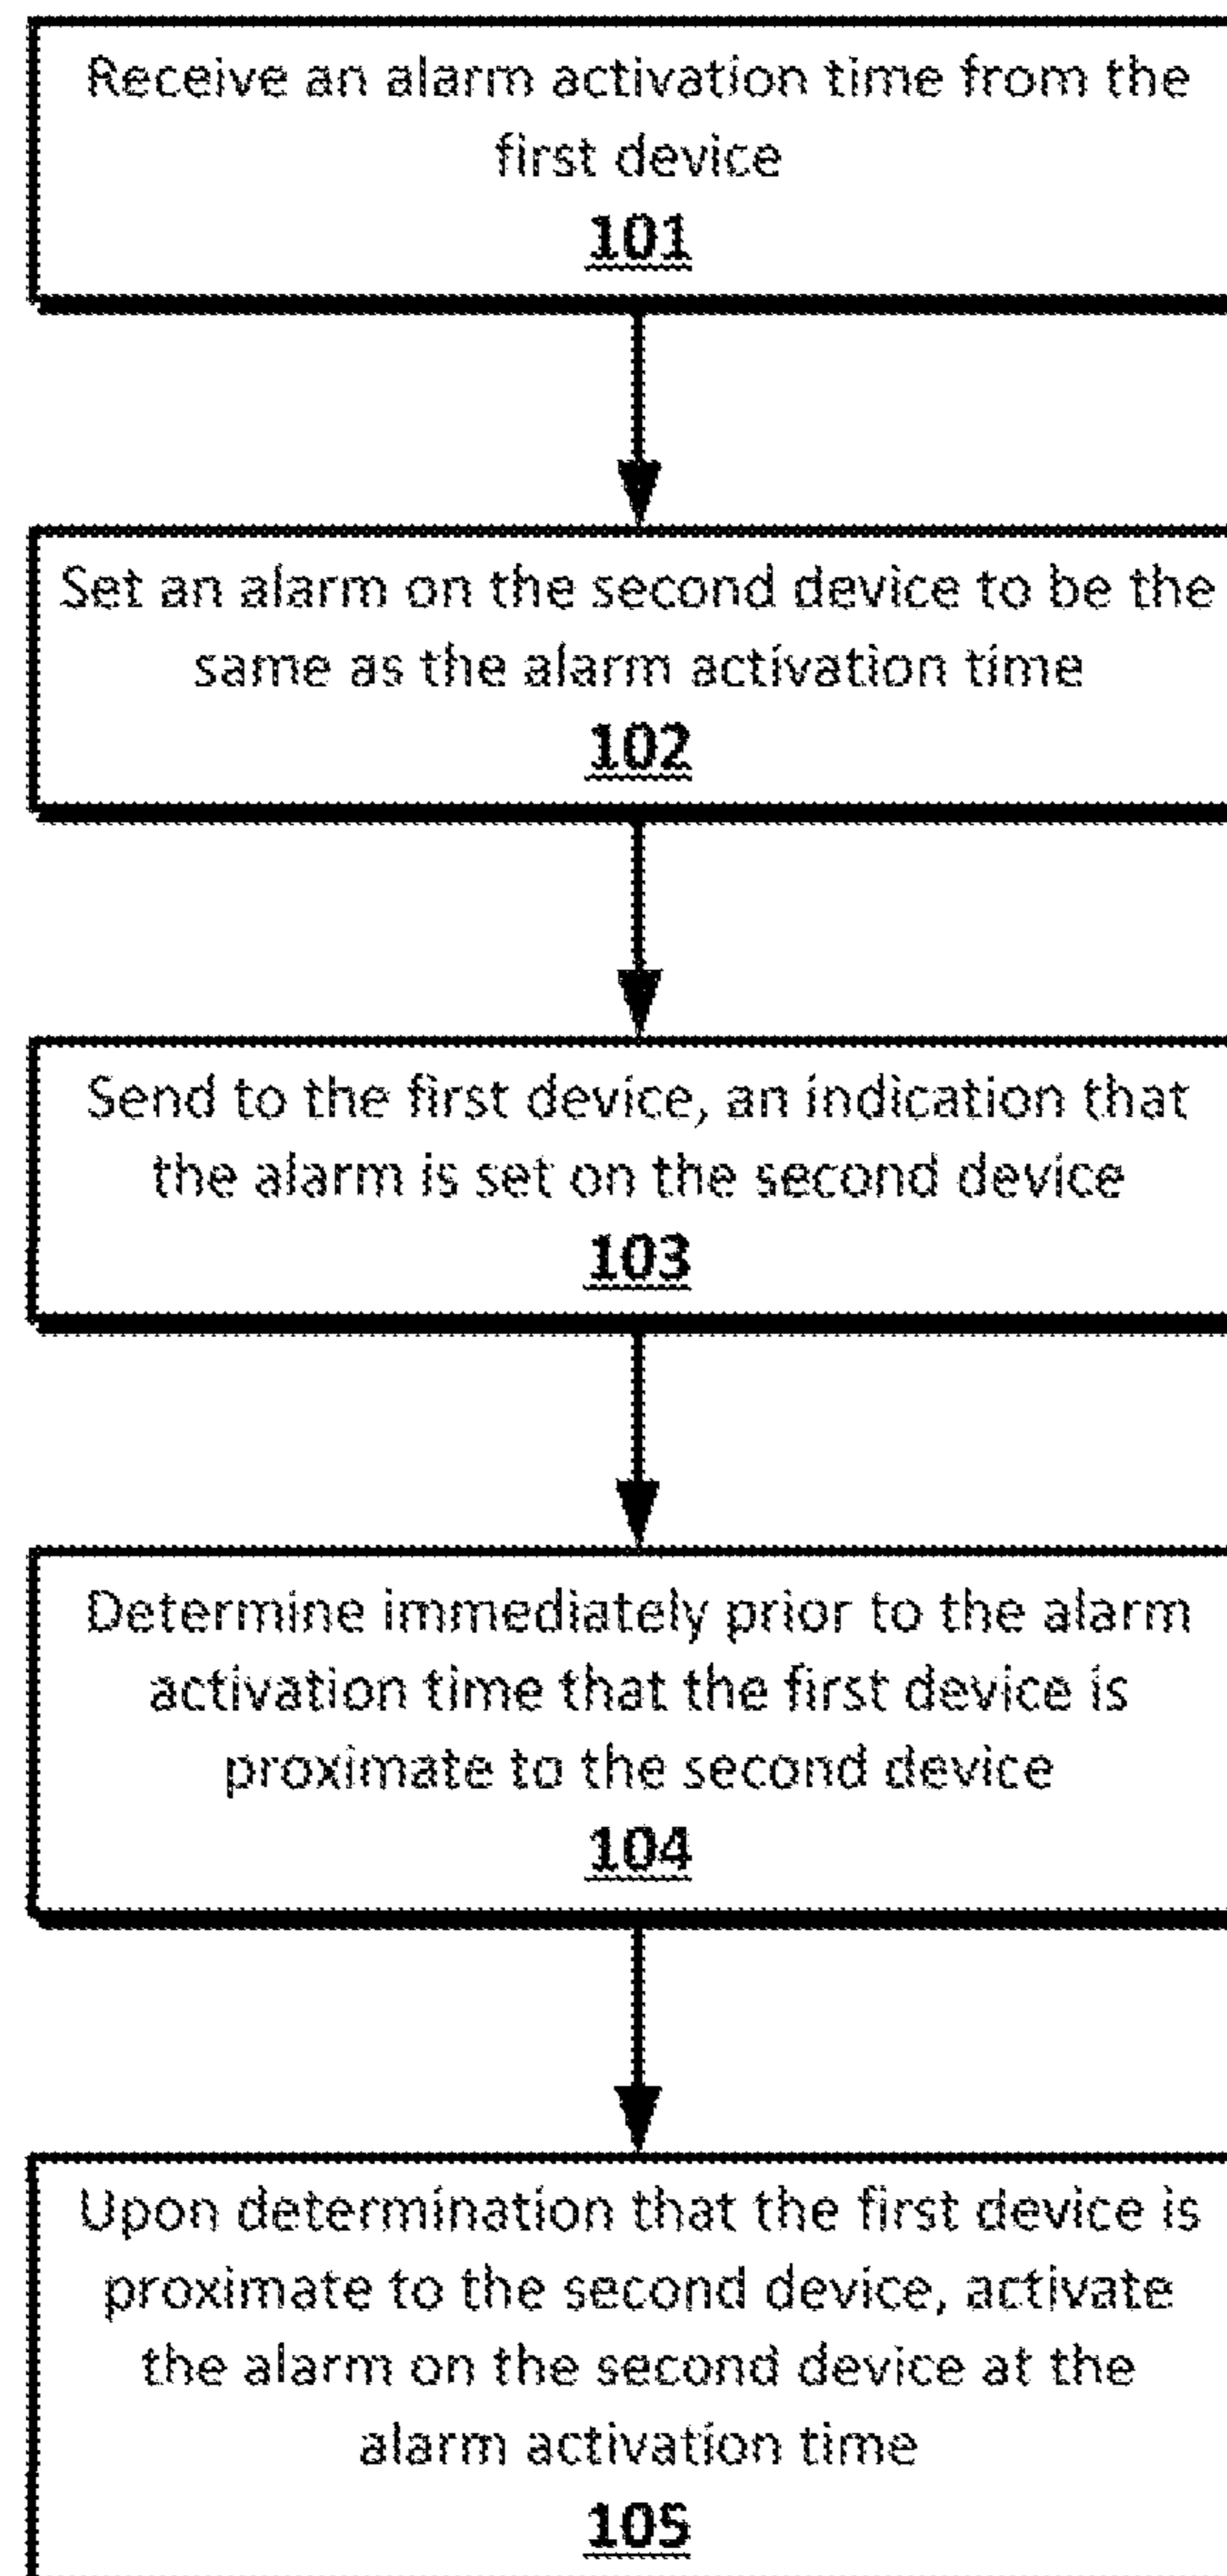 Receive an alarm activation time from the
first device
101
Set an alarm on the second device to be the
same as the alarm activation time
102
Send to the first device, an indication that
the alarm is set on the second device
103
Determine immediately prior to the alarm
activation time that the first device is
proximate to the second device
104
Upon determination that the first device is
proximate to the second device, activate
the alarm on the second device at the
alarm activation time
105